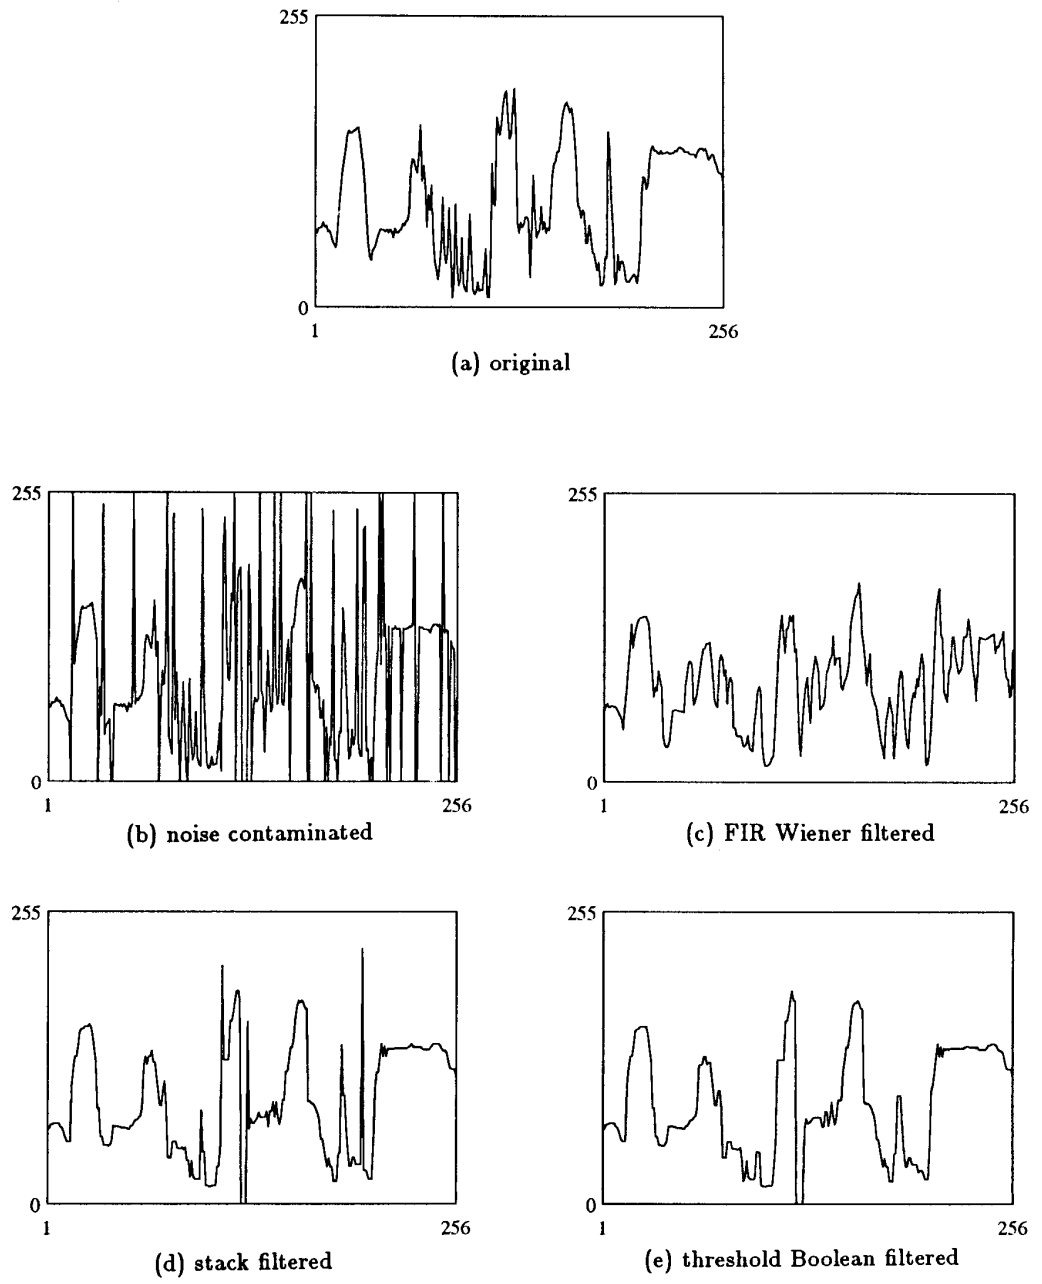 255
0
1 256
(a) original
255 255
0 0
1 256 1 256
(b) noise contaminated (c) FIR Wiener filtered
255 255
0 0
1 256 1 256
(d) stack filtered (e) threshold Boolean filtered